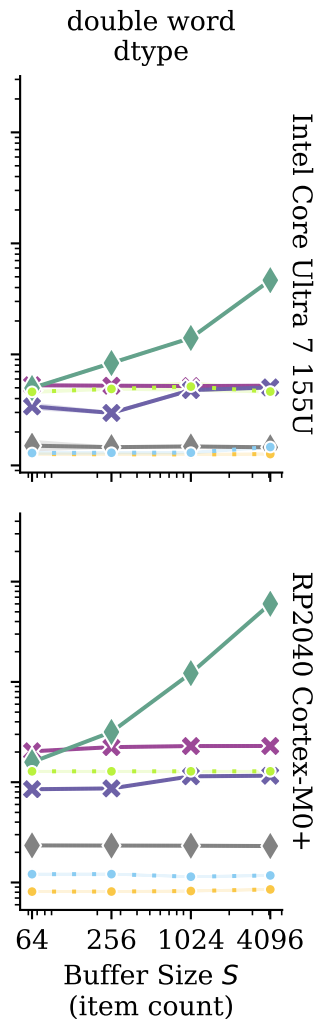 double word
dtype
Intel Core Ultra 7 155U
RP2040 Cortex-M0+
64 256 1024 4096
Buffer Size S
(item count)